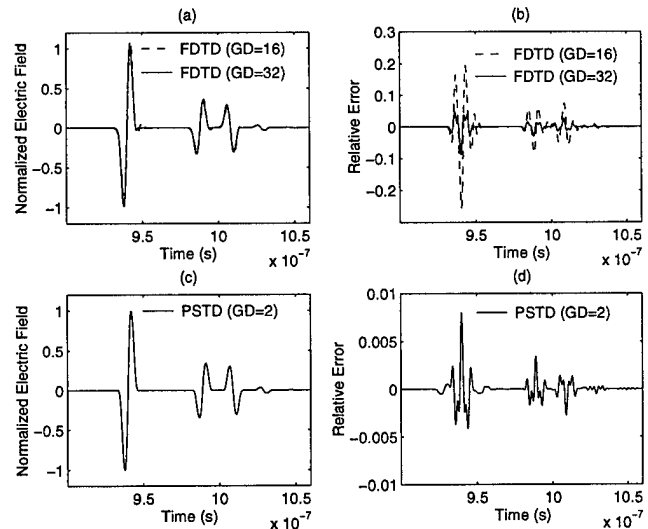 (a)
Normalized Electric Field
1
0.5
0
−0.5
−1
FDTD (GD=16)
FDTD (GD=32)
9.5
10
10.5
Time (s)
x 10⁻⁷
(b)
Relative Error
0.3
0.2
0.1
0
−0.1
−0.2
FDTD (GD=16)
FDTD (GD=32)
9.5
10
10.5
Time (s)
x 10⁻⁷
(c)
Normalized Electric Field
1
0.5
0
−0.5
−1
PSTD (GD=2)
9.5
10
10.5
Time (s)
x 10⁻⁷
(d)
Relative Error
0.01
0.005
0
−0.005
−0.01
PSTD (GD=2)
9.5
10
10.5
Time (s)
x 10⁻⁷